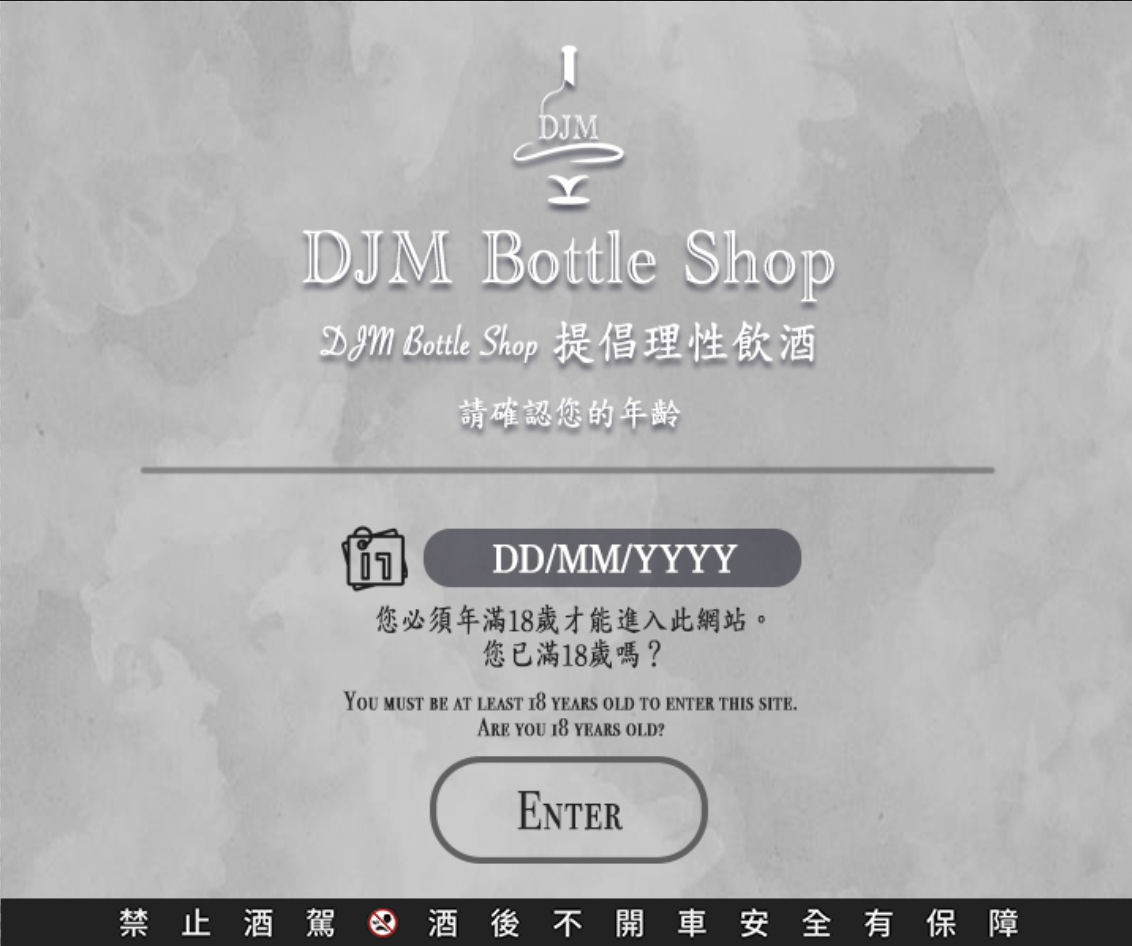 DJM
DJM Bottle Shop
DJM Bottle Shop 提倡理性飲酒
請確認您的年齡
17
DD/MM/YYYY
您必須年滿18歲才能進入此網站。
您已滿18歲嗎？
You must be at least 18 years old to enter this site.
Are you 18 years old?
Enter
禁止酒駕 酒後不開車安全有保障